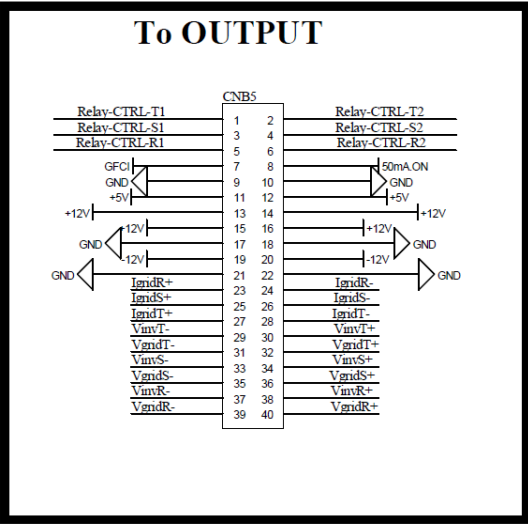 To OUTPUT
CNB5
Relay-CTRL-T1 1 2 Relay-CTRL-T2
Relay-CTRL-S1 3 4 Relay-CTRL-S2
Relay-CTRL-R1 5 6 Relay-CTRL-R2
GFCI 7 8 50mA.ON
GND 9 10 GND
+5V 11 12 +5V
+12V 13 14 +12V
+12V 15 16 +12V
GND 17 18 GND
-12V 19 20 -12V
GND 21 22 GND
IgridR+ 23 24 IgridR-
IgridS+ 25 26 IgridS-
IgridT+ 27 28 IgridT-
VinvT- 29 30 VinvT+
VgridT- 31 32 VgridT+
VinvS- 33 34 VinvS+
VgridS- 35 36 VgridS+
VinvR- 37 38 VinvR+
VgridR- 39 40 VgridR+